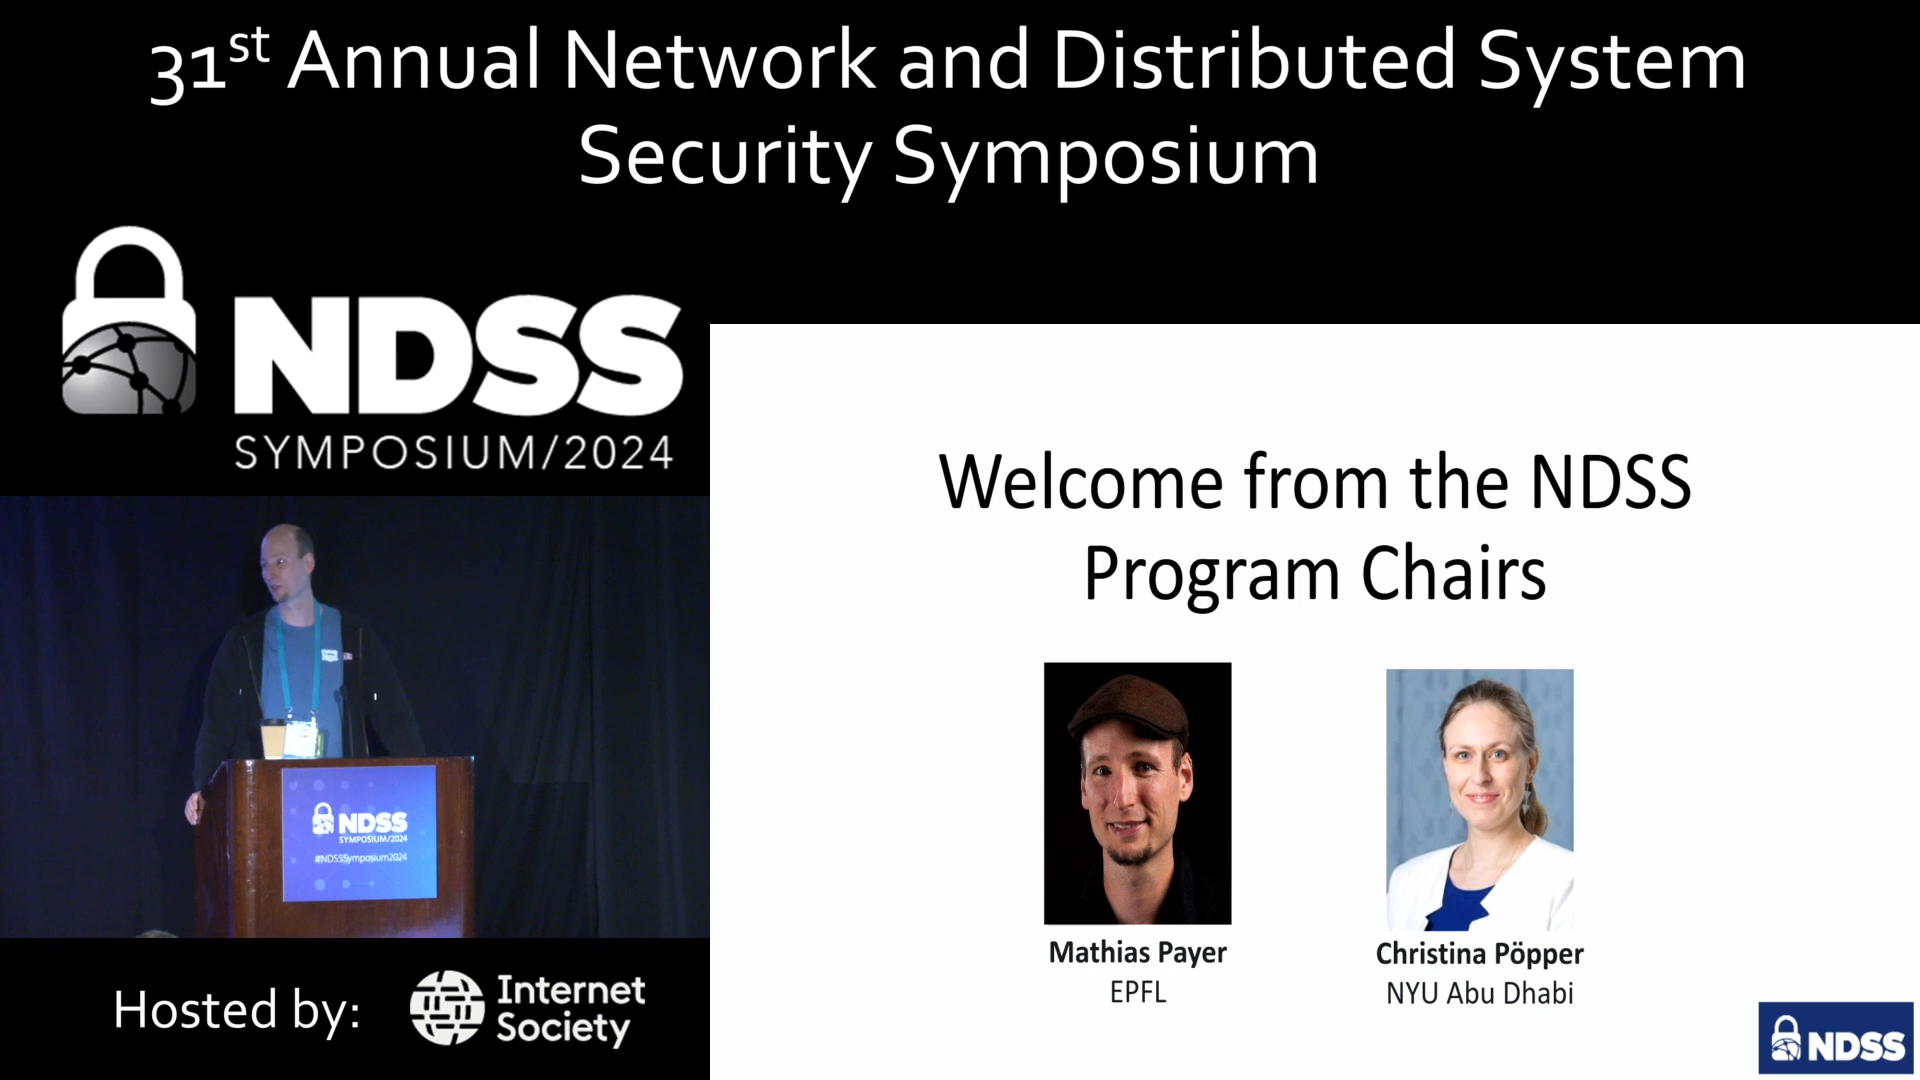 31st Annual Network and Distributed System
Security Symposium
NDSS
SYMPOSIUM/2024
Welcome from the NDSS
Program Chairs
NDSS
SYMPOSIUM/2024
#NDSSSymposium2024
Mathias Payer
EPFL
Christina Pöpper
NYU Abu Dhabi
Hosted by:
Internet
Society
NDSS